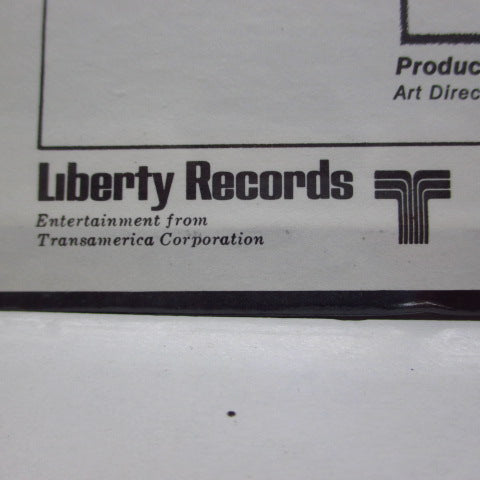 Produc
Art Direc
Liberty Records
Entertainment from
Transamerica Corporation